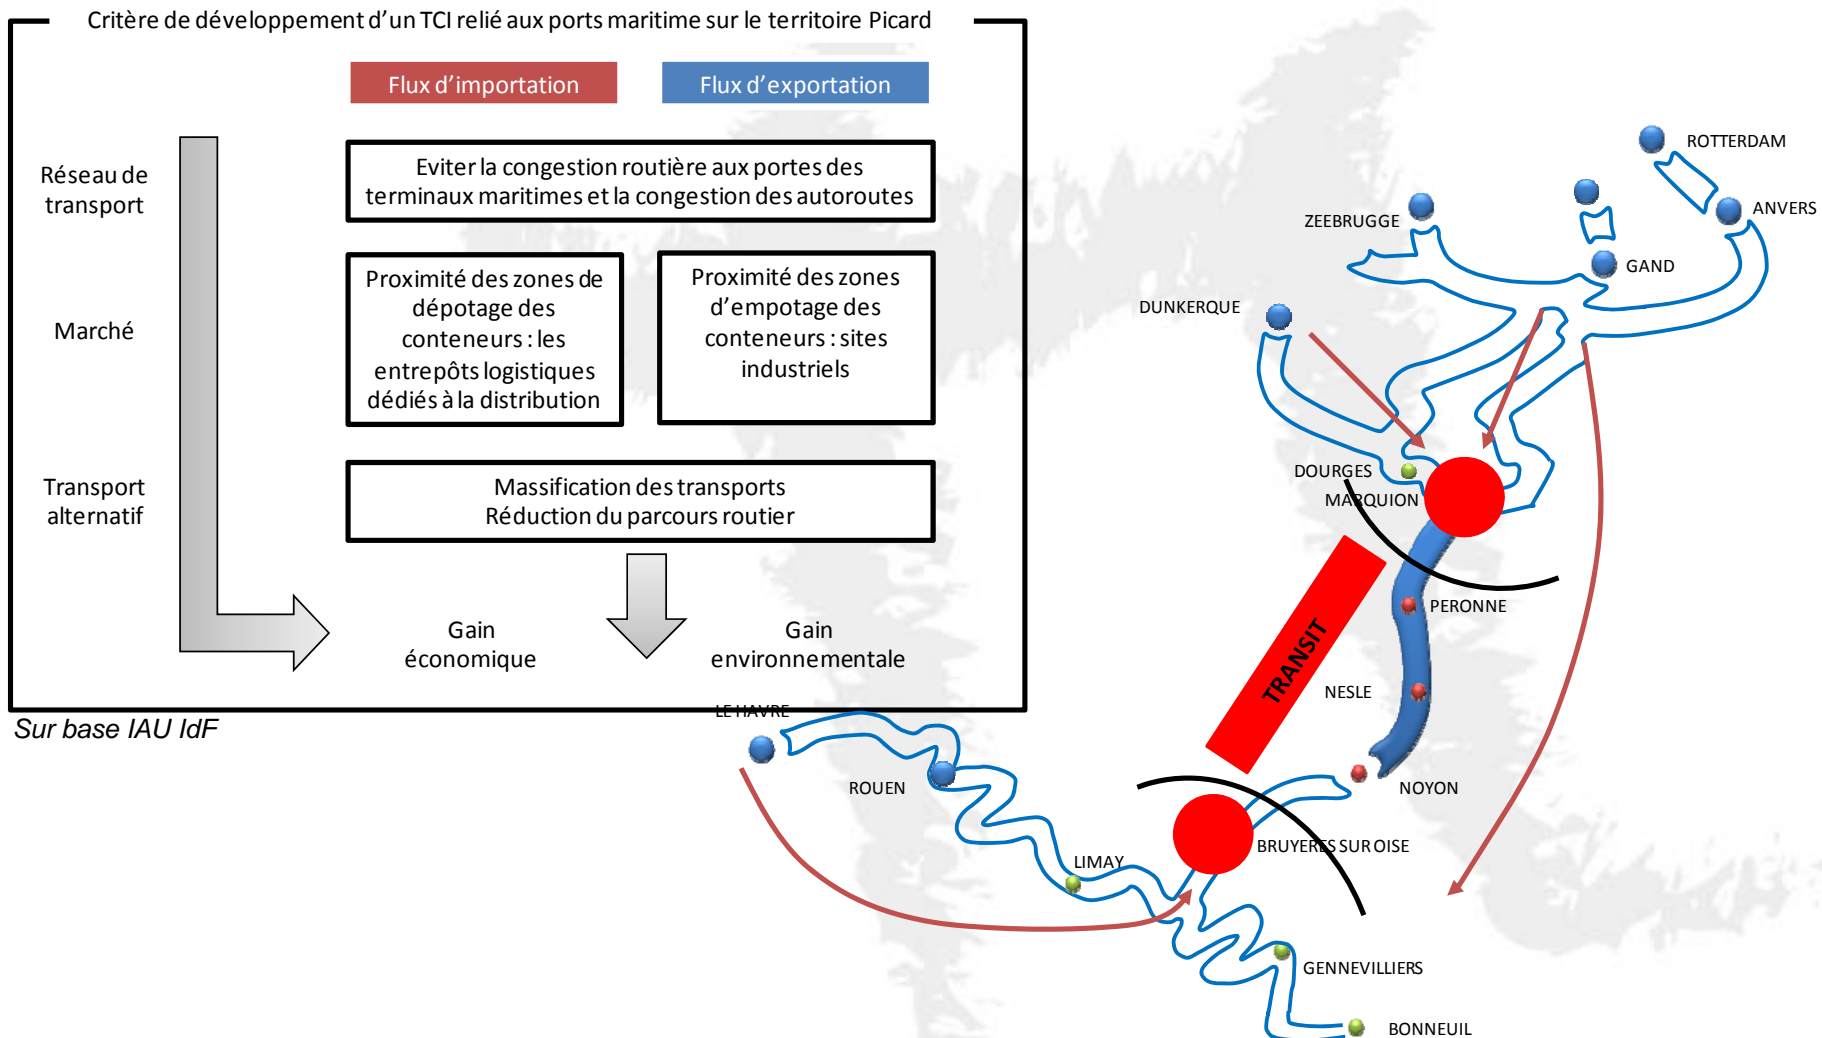 Critère de développement d'un TCI relié aux ports maritime sur le territoire Picard
Flux d'importation
Flux d'exportation
Réseau de
transport
Eviter la congestion routière aux portes des
terminaux maritimes et la congestion des autoroutes
Marché
Proximité des zones de
dépotage des
conteneurs : les
entrepôts logistiques
dédiés à la distribution
Proximité des zones
d'empotage des
conteneurs : sites
industriels
Transport
alternatif
Massification des transports
Réduction du parcours routier
Gain
économique
Gain
environnementale
Sur base IAU IdF
ROTTERDAM
ANVERS
ZEEBRUGGE
GAND
DUNKERQUE
DOURGES
MARQUION
PERONNE
TRANSIT
NESLE
NOYON
LE HAVRE
ROUEN
BRUYERES SUR OISE
LIMAY
GENNEVILLIERS
BONNEUIL